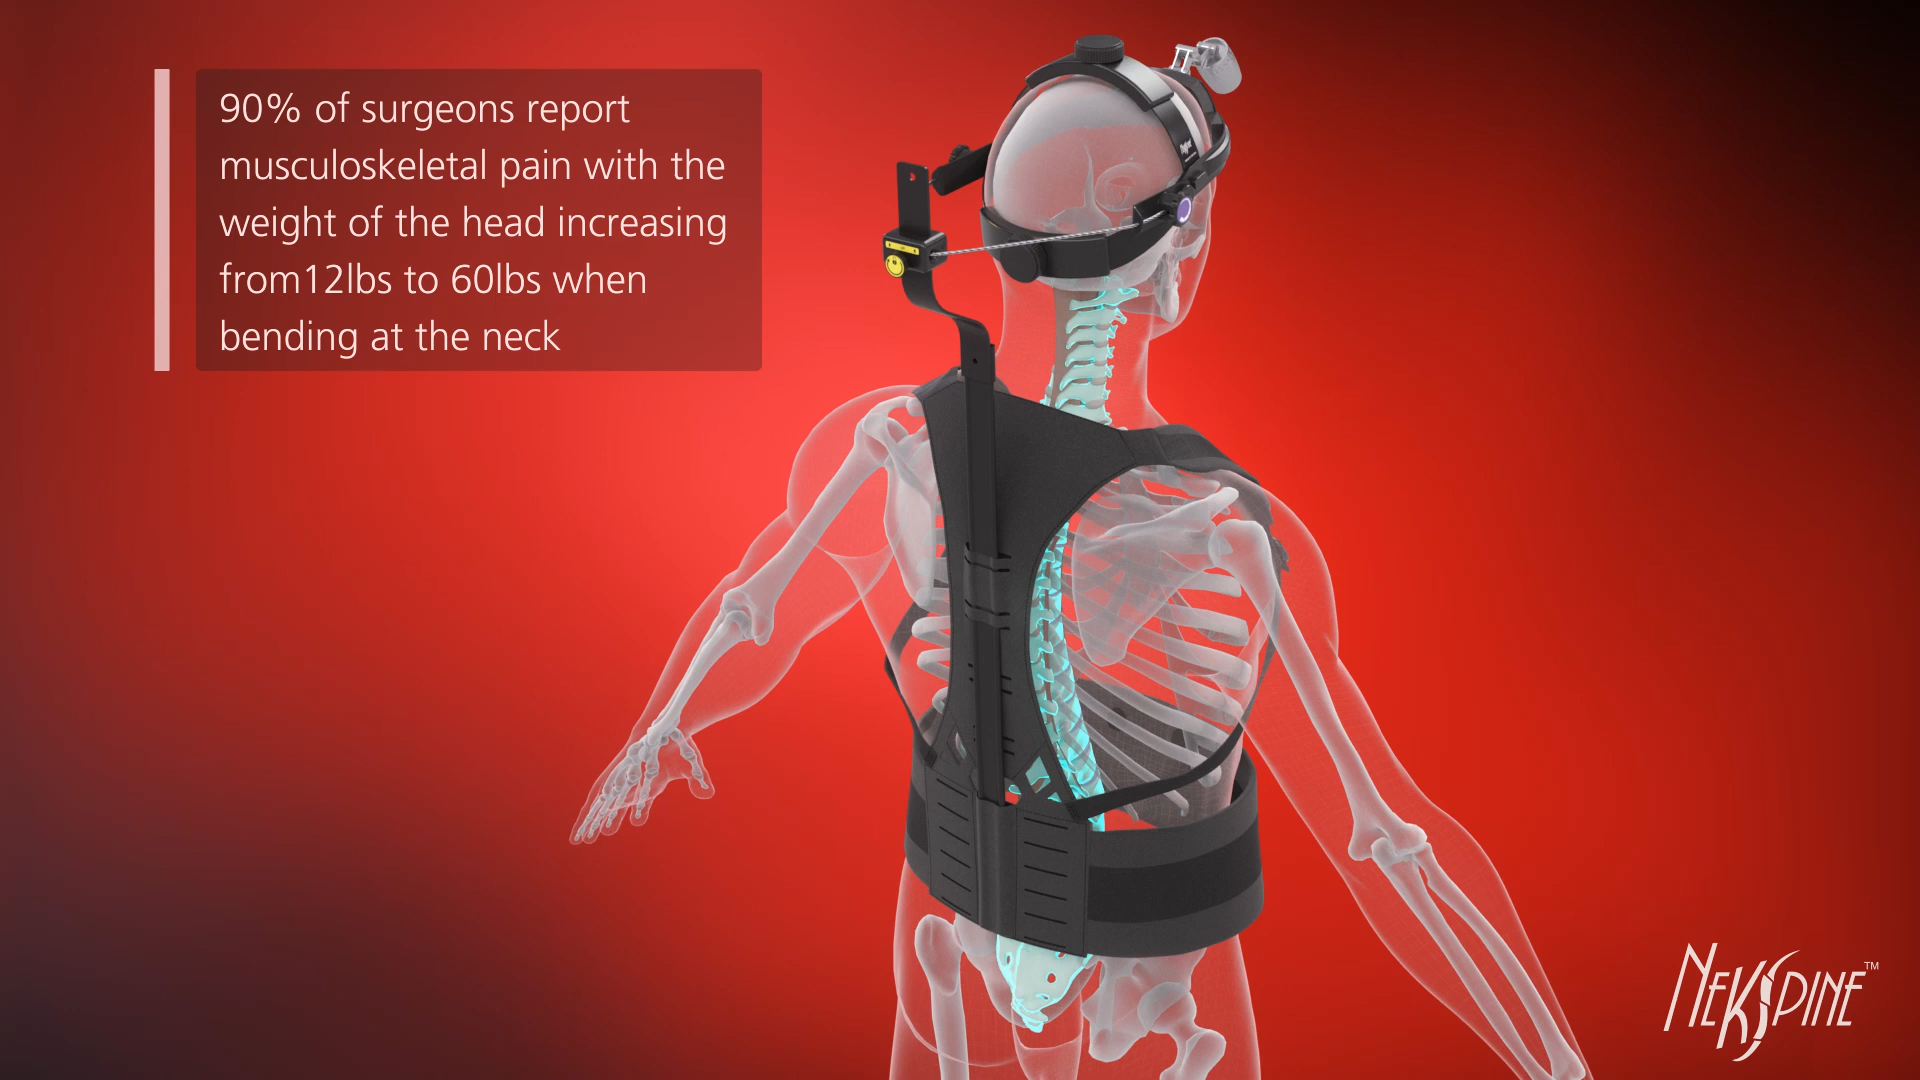 90% of surgeons report
musculoskeletal pain with the
weight of the head increasing
from12lbs to 60lbs when
bending at the neck
NEKSPINE™